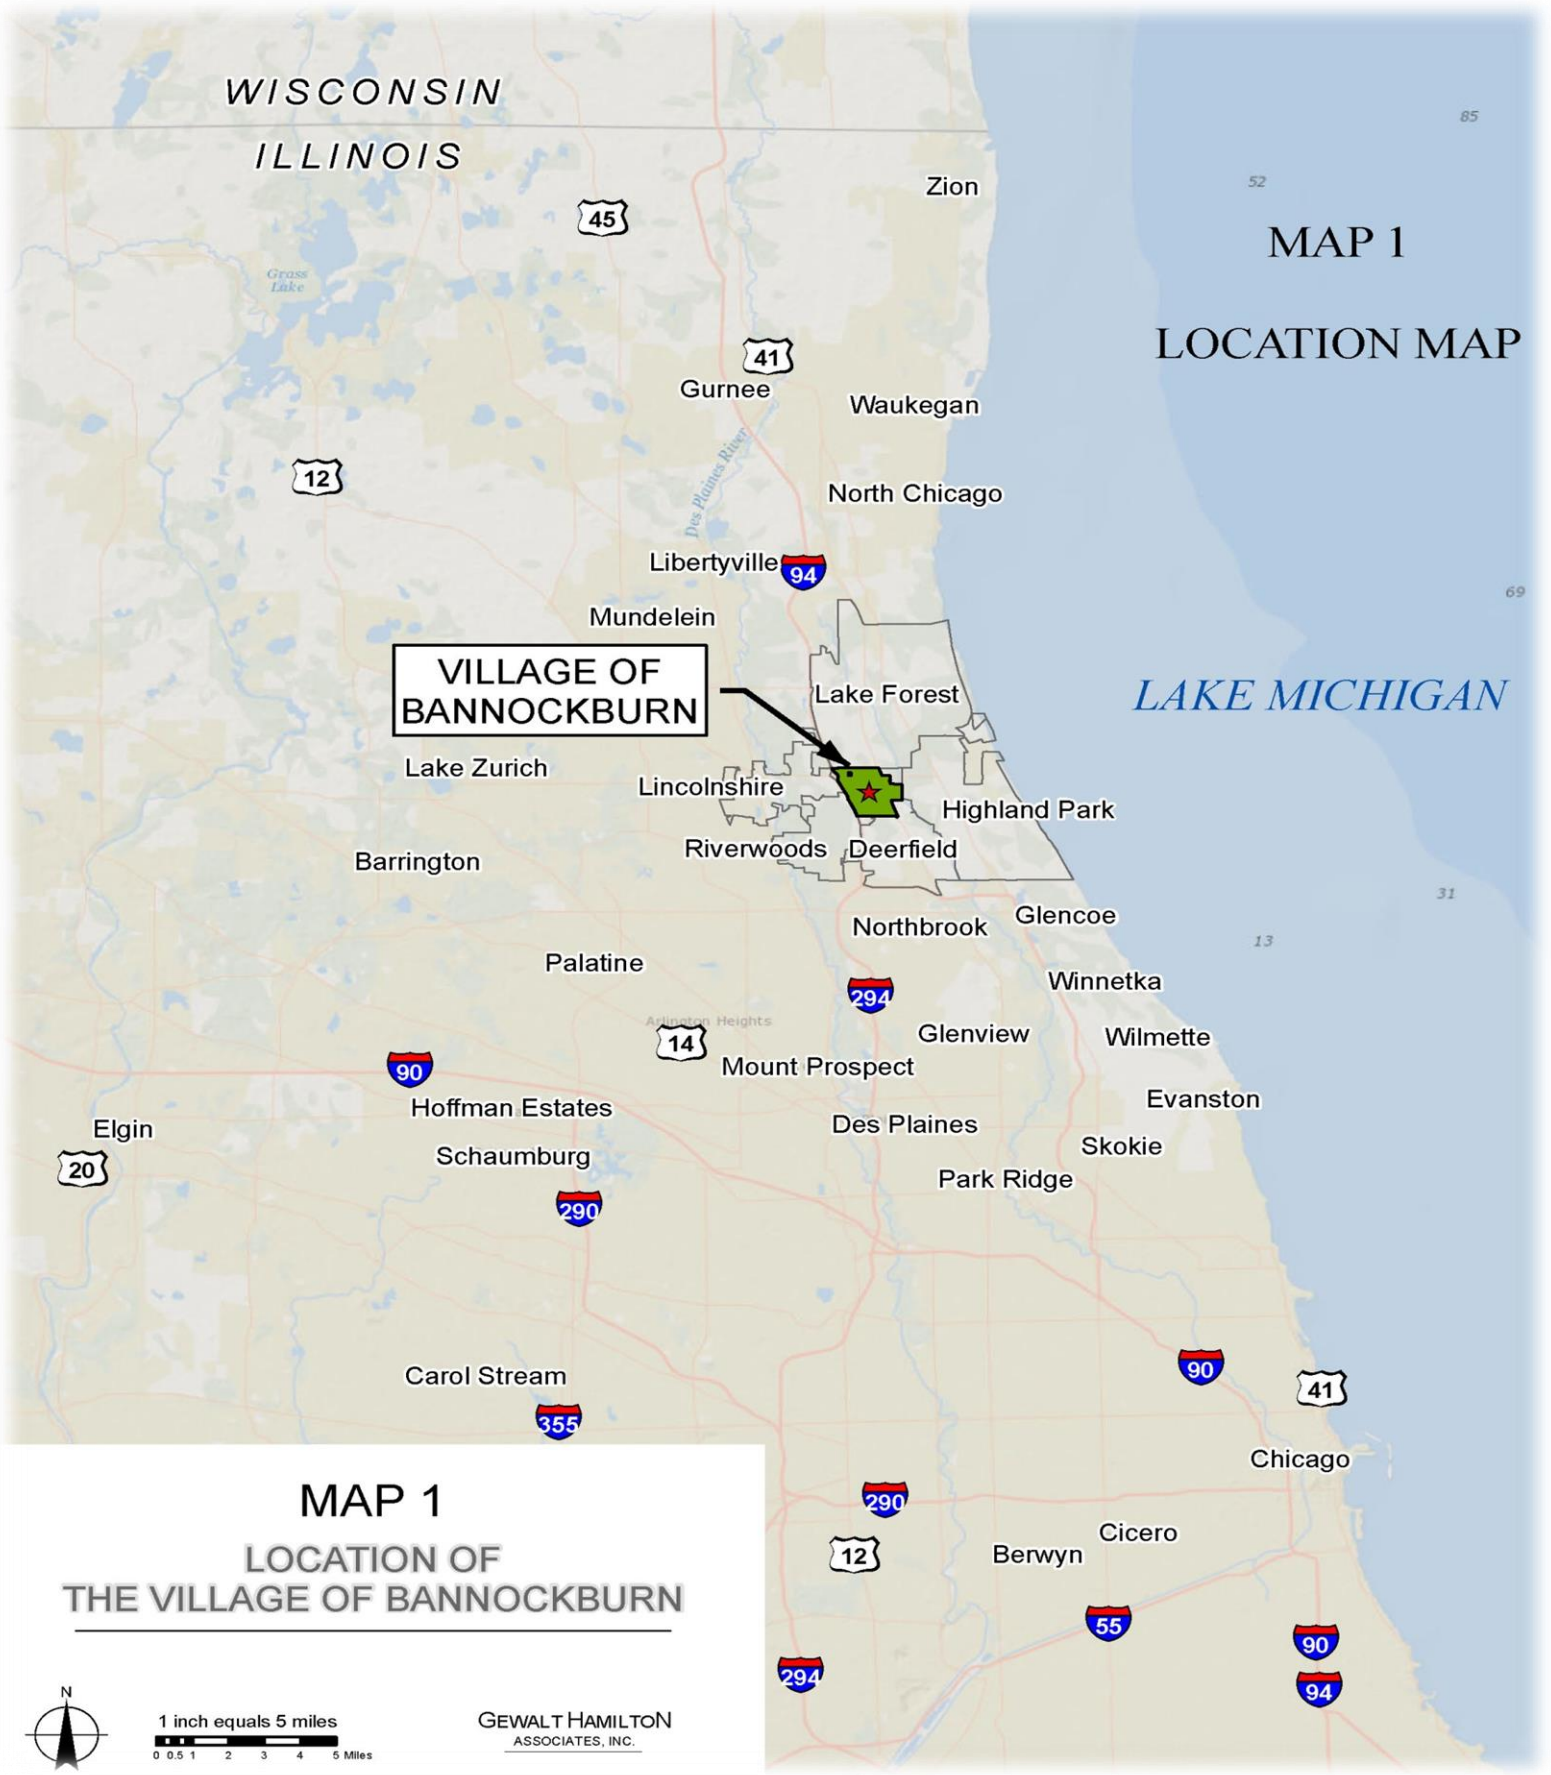 WISCONSIN
ILLINOIS
85
52
Zion
45
MAP 1
Grass
Lake
LOCATION MAP
41
Gurnee
Waukegan
Des Plaines River
12
North Chicago
Libertyville
94
69
Mundelein
VILLAGE OF
BANNOCKBURN
Lake Forest
LAKE MICHIGAN
Lake Zurich
Lincolnshire
Highland Park
Riverwoods
Deerfield
Barrington
31
Glencoe
Northbrook
13
Palatine
Winnetka
294
Arlington Heights
14
Glenview
Wilmette
90
Mount Prospect
Hoffman Estates
Evanston
Elgin
Des Plaines
Skokie
Schaumburg
20
Park Ridge
290
90
Carol Stream
41
355
Chicago
MAP 1
290
LOCATION OF
THE VILLAGE OF BANNOCKBURN
12
Cicero
Berwyn
55
90
294
94
N
1 inch equals 5 miles
0 0.5 1 2 3 4 5 Miles
GEWALT HAMILTON
ASSOCIATES, INC.